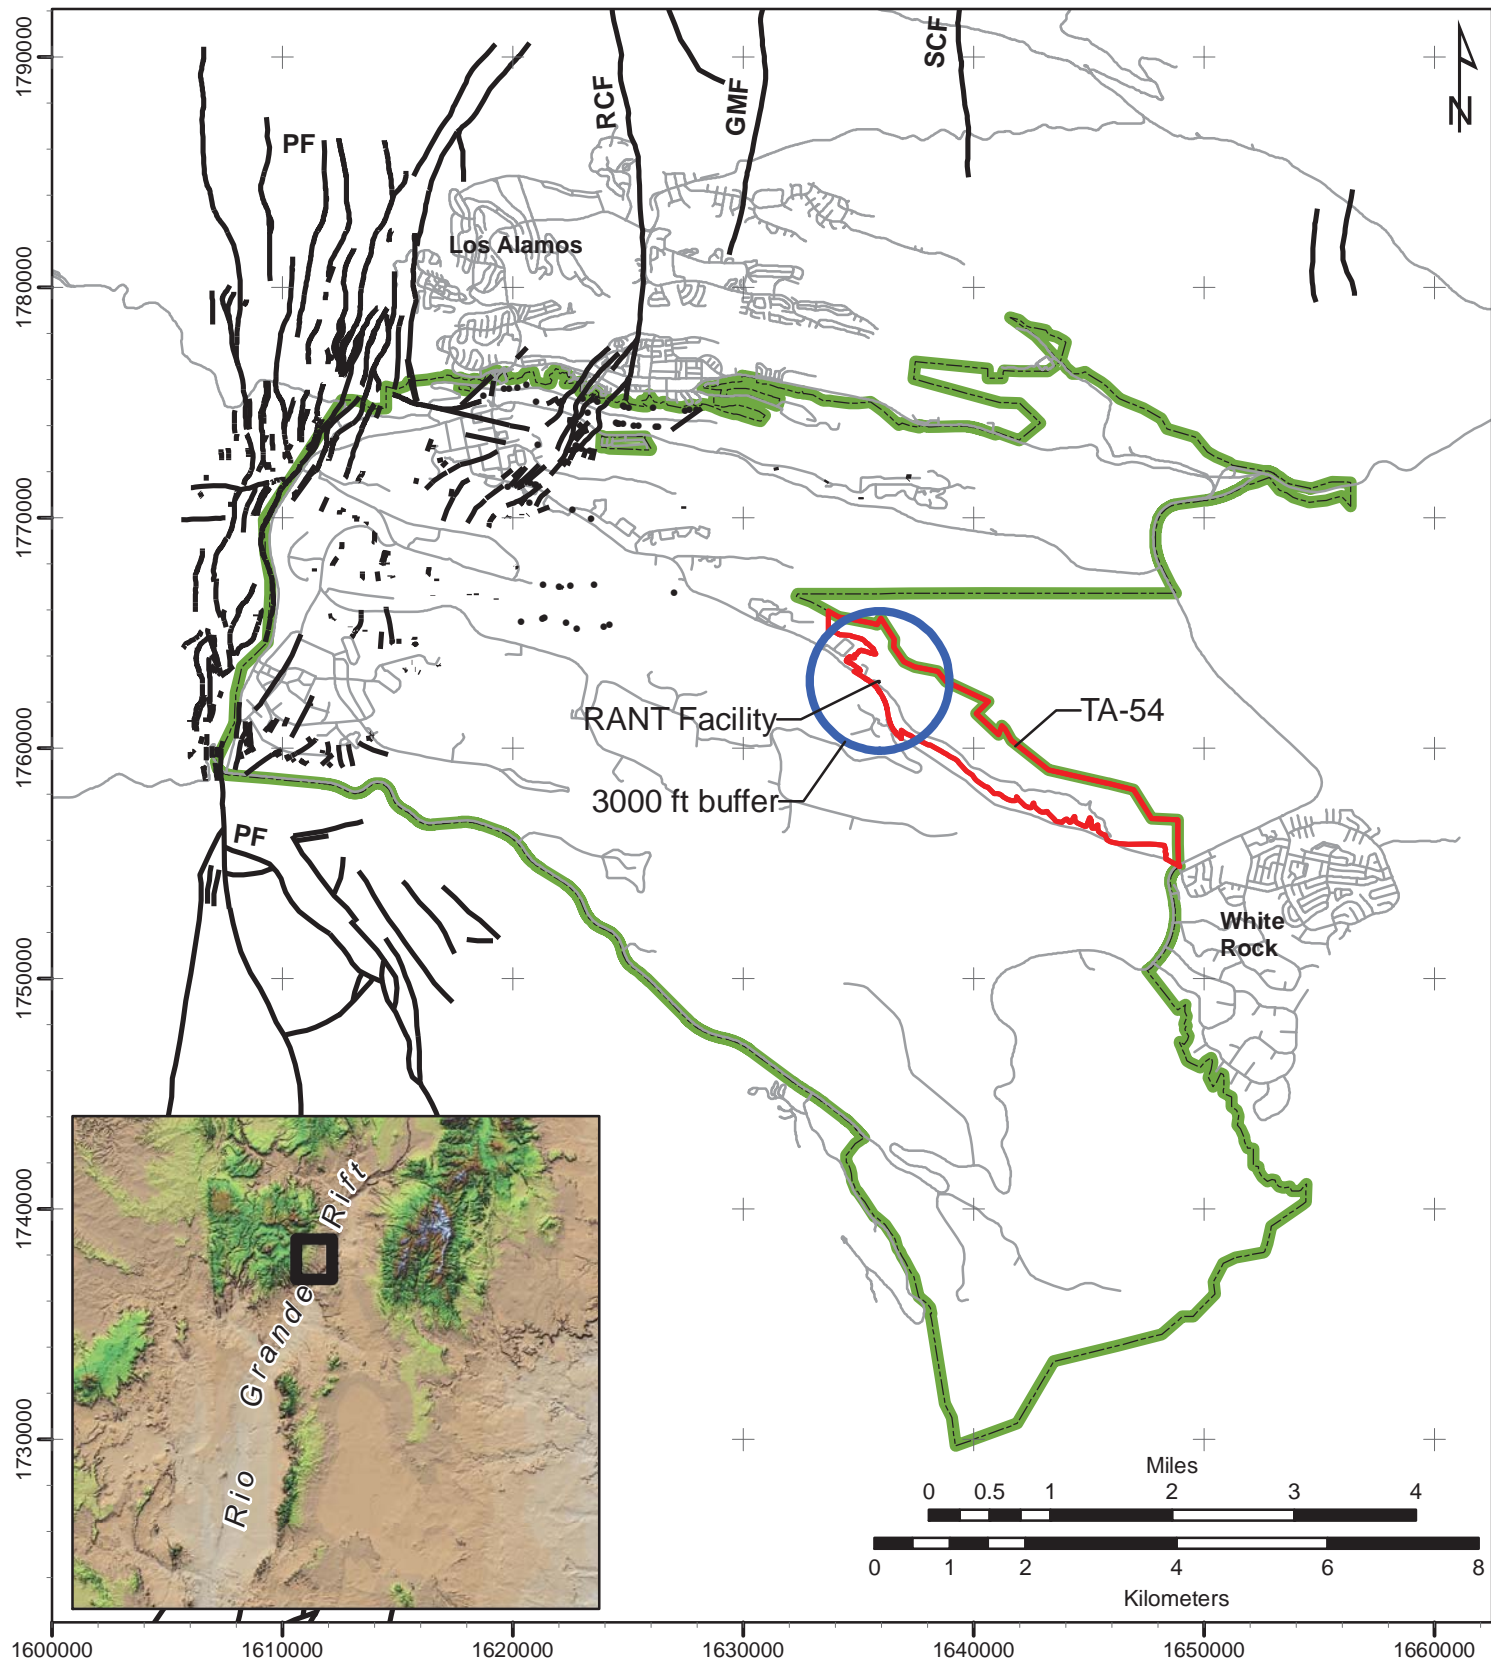 1790000
1780000
1770000
1760000
1750000
1740000
1730000
PF
RCF
GMF
SCF
N
Los Alamos
RANT Facility
TA-54
3000 ft buffer
PF
White
Rock
Rio Grande Rift
Miles
0 0.5 1 2 3 4
0 1 2 4 6 8
Kilometers
1600000 1610000 1620000 1630000 1640000 1650000 1660000